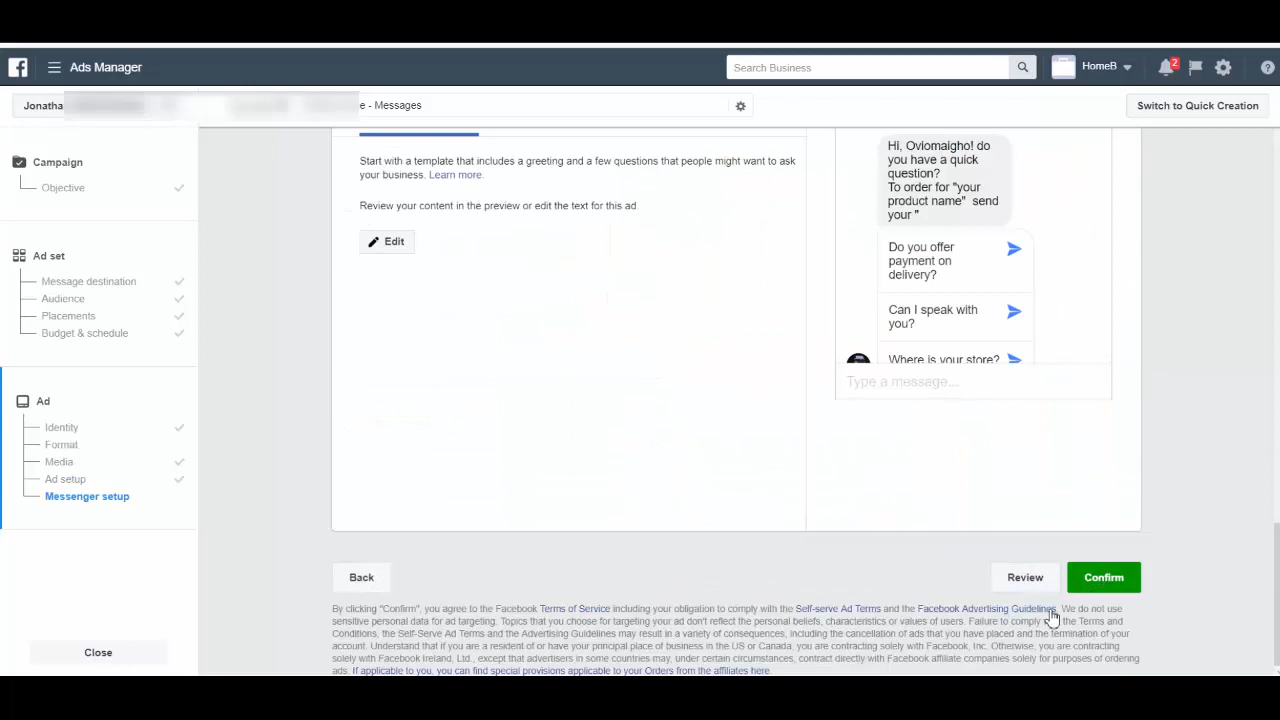 Ads Manager
Search Business
HomeB
2
Jonatha
e - Messages
Switch to Quick Creation
Campaign
Objective
Ad set
Message destination
Audience
Placements
Budget & schedule
Ad
Identity
Format
Media
Ad setup
Messenger setup
Close
Start with a template that includes a greeting and a few questions that people might want to ask
your business. Learn more.
Review your content in the preview or edit the text for this ad.
Edit
Hi, Oviomaigho! do
you have a quick
question?
To order for "your
product name" send
your "
Do you offer
payment on
delivery?
Can I speak with
you?
Where is your store?
Type a message...
Back
Review
Confirm
By clicking "Confirm", you agree to the Facebook Terms of Service including your obligation to comply with the Self-serve Ad Terms and the Facebook Advertising Guidelines. We do not use
sensitive personal data for ad targeting. Topics that you choose for targeting your ad don't reflect the personal beliefs, characteristics or values of users. Failure to comply the Terms and
Conditions, the Self-Serve Ad Terms and the Advertising Guidelines may result in a variety of consequences, including the cancellation of ads that you have placed and the termination of your
account. Understand that if you are a resident of or have your principal place of business in the US or Canada, you are contracting solely with Facebook, Inc. Otherwise, you are contracting
solely with Facebook Ireland, Ltd., except that advertisers in some countries may, under certain circumstances, contract directly with Facebook affiliate companies solely for purposes of ordering
ads. If applicable to you, you can find special provisions applicable to your Orders from the affiliates here.